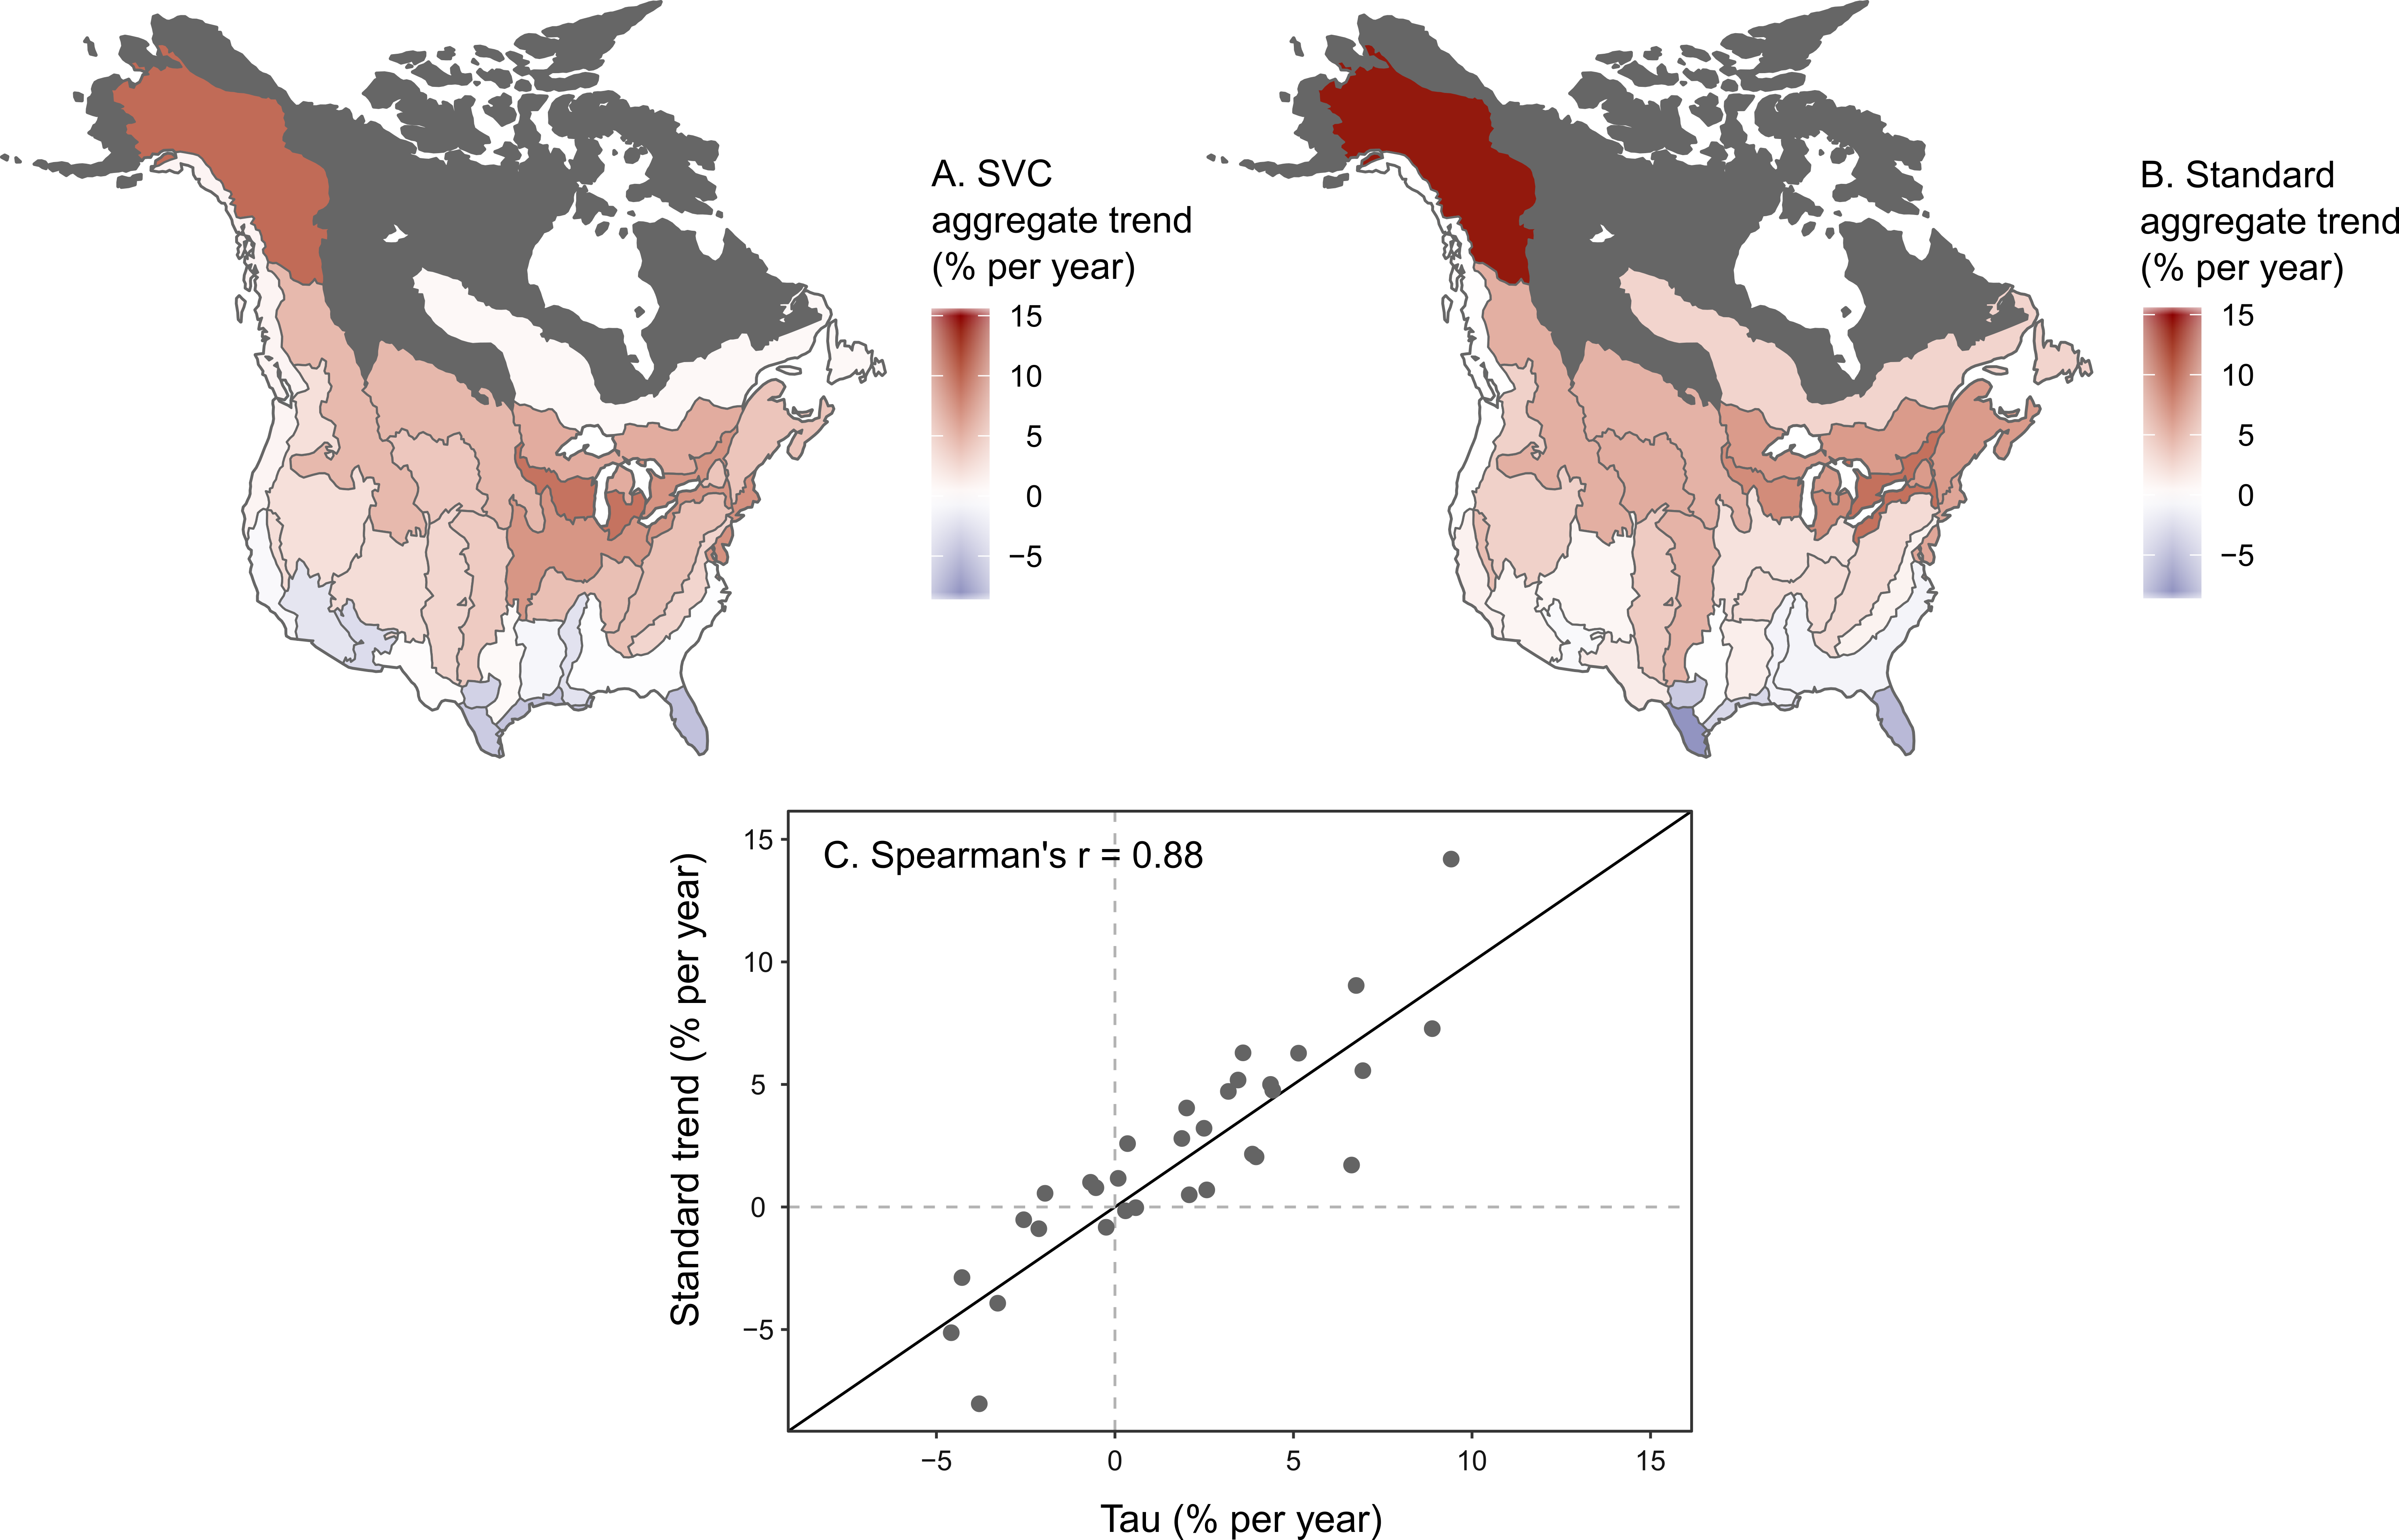 A. SVC
aggregate trend
(% per year)
15
10
5
0
−5
B. Standard
aggregate trend
(% per year)
15
10
5
0
−5
C. Spearman's r = 0.88
Standard trend (% per year)
15
10
5
0
−5
−5 0 5 10 15
Tau (% per year)